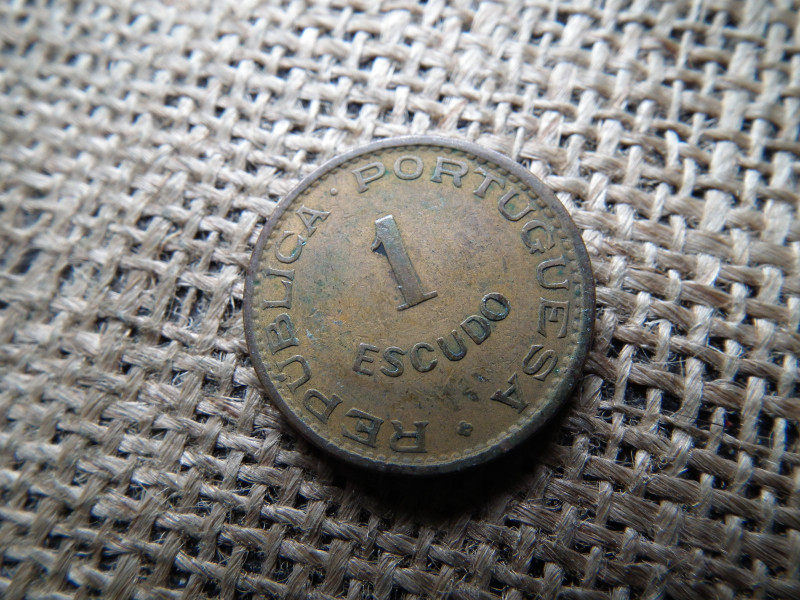 REPUBLICA · PORTUGUESA ·
1
ESCUDO